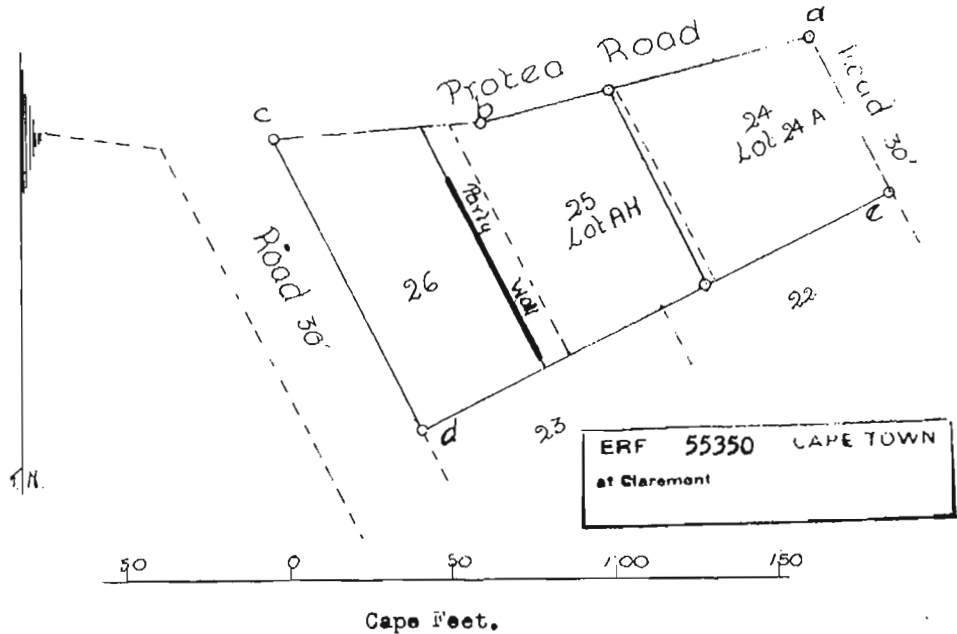 a
Protea Road
b
c
Road 30'
24
Lot 24 A
25
Lot AH
Party Wall
e
Road 30'
26
22
d
23
ERF 55350 CAPE TOWN
at Claremont
T.N.
50 0 50 100 150
Cape Feet.